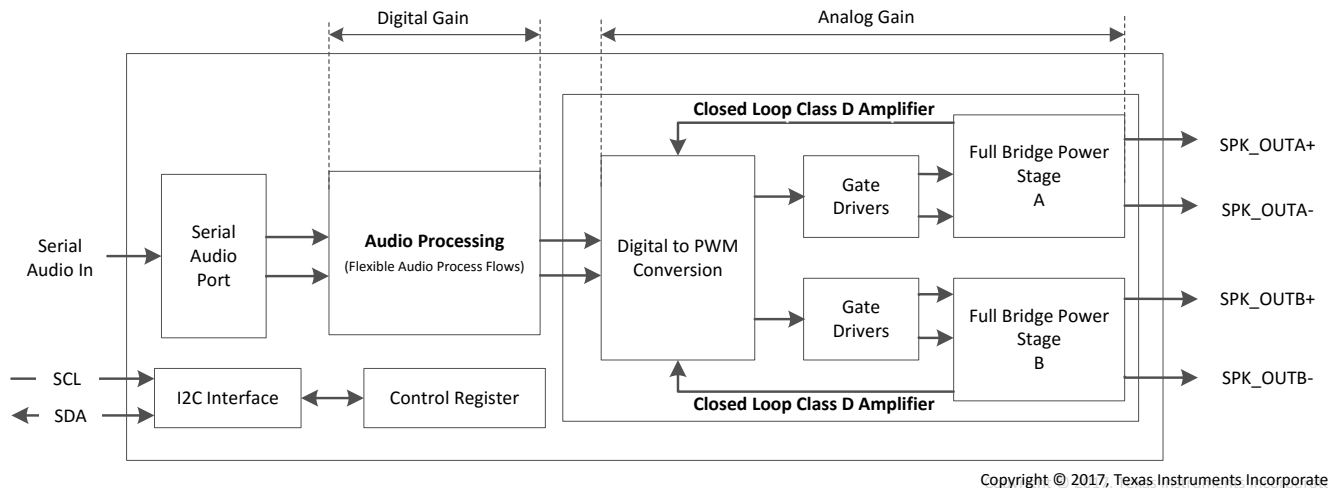 Digital Gain
Analog Gain
Closed Loop Class D Amplifier
Serial
Audio In
Serial
Audio
Port
Audio Processing
(Flexible Audio Process Flows)
Digital to PWM
Conversion
Gate
Drivers
Full Bridge Power
Stage
A
SPK_OUTA+
SPK_OUTA-
Gate
Drivers
Full Bridge Power
Stage
B
SPK_OUTB+
SPK_OUTB-
SCL
SDA
I2C Interface
Control Register
Closed Loop Class D Amplifier
Copyright © 2017, Texas Instruments Incorporate